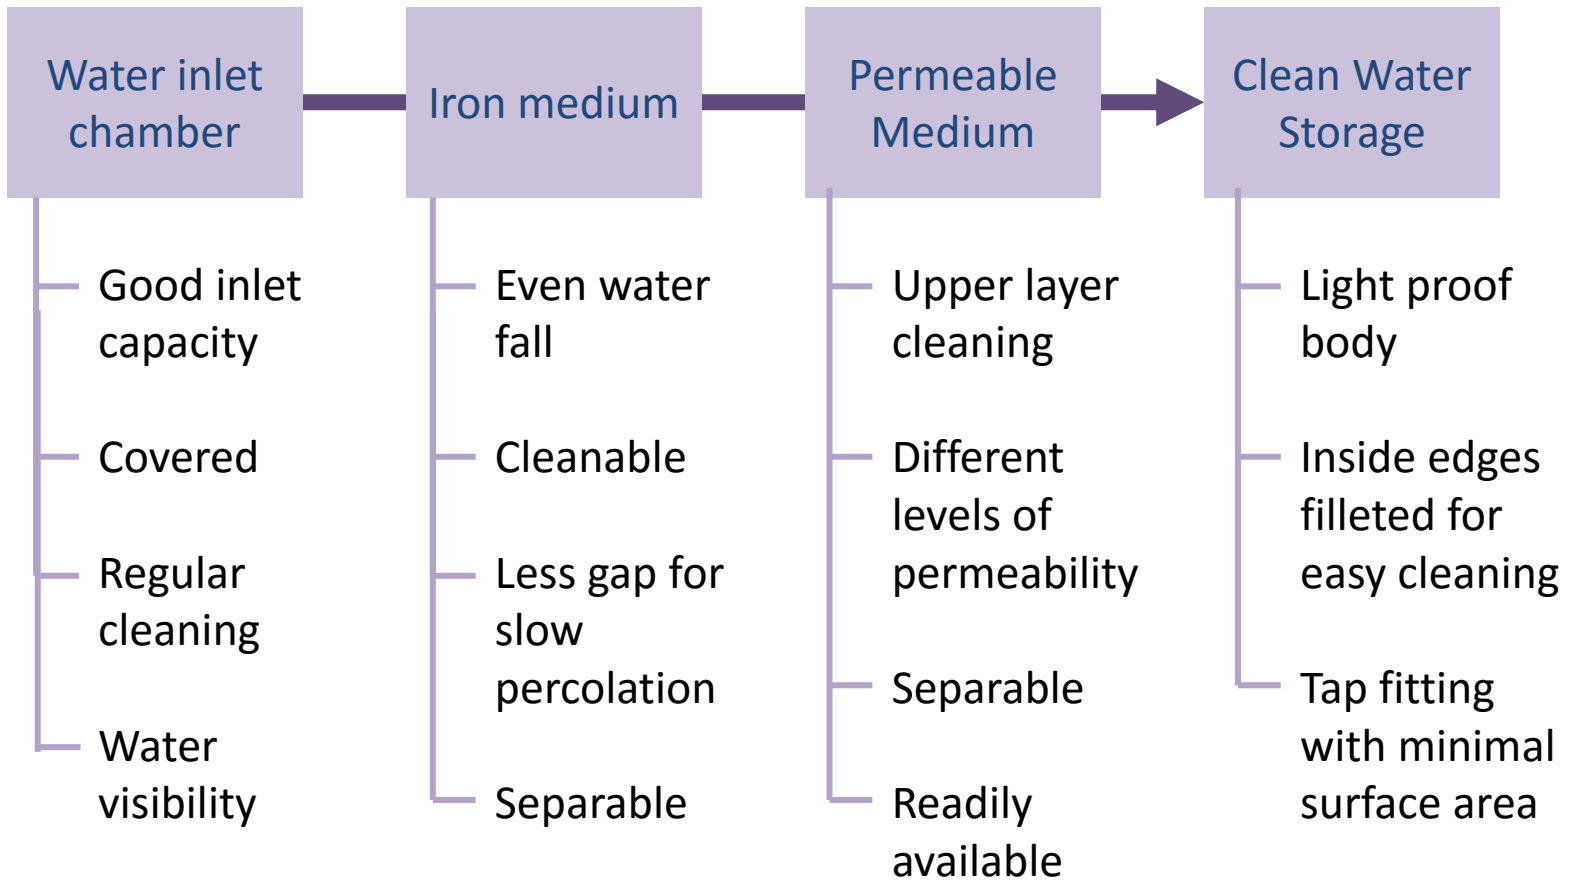 Water inlet
chamber
Iron medium
Permeable
Medium
Clean Water
Storage
Good inlet
capacity
Covered
Regular
cleaning
Water
visibility
Even water
fall
Cleanable
Less gap for
slow
percolation
Separable
Upper layer
cleaning
Different
levels of
permeability
Separable
Readily
available
Light proof
body
Inside edges
filleted for
easy cleaning
Tap fitting
with minimal
surface area